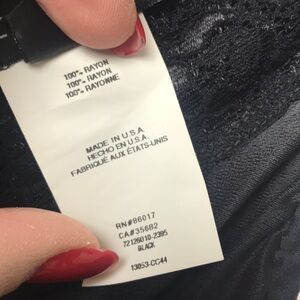 100% RAYON
100% RAYON
100% RAYONNE
MADE IN U.S.A
HECHO EN U.S.A
FABRIQUÉ AUX ÉTATS-UNIS
RN#86017
CA#35682
72126010-2395
BLACK
13053-CC44